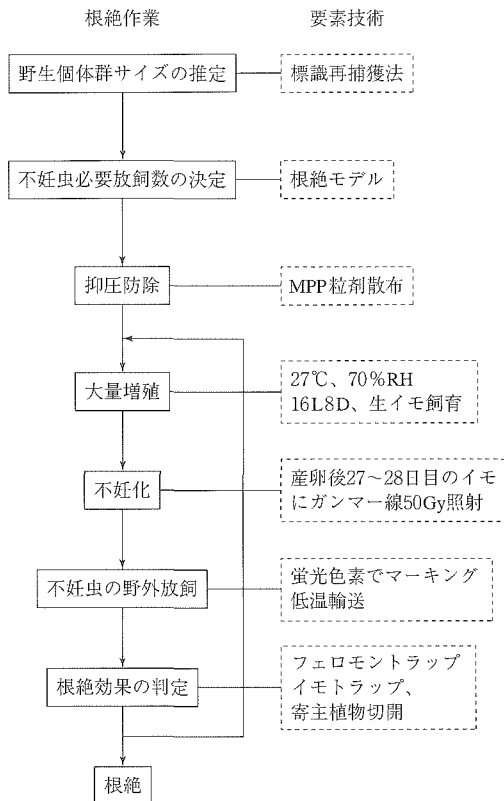 根絶作業
要素技術
野生個体群サイズの推定
標識再捕獲法
不妊虫必要放飼数の決定
根絶モデル
抑圧防除
MPP粒剤散布
大量増殖
27℃、70%RH
16L8D、生イモ飼育
不妊化
産卵後27〜28日目のイモ
にガンマー線50Gy照射
不妊虫の野外放飼
蛍光色素でマーキング
低温輸送
根絶効果の判定
フェロモントラップ
イモトラップ、
寄主植物切開
根絶